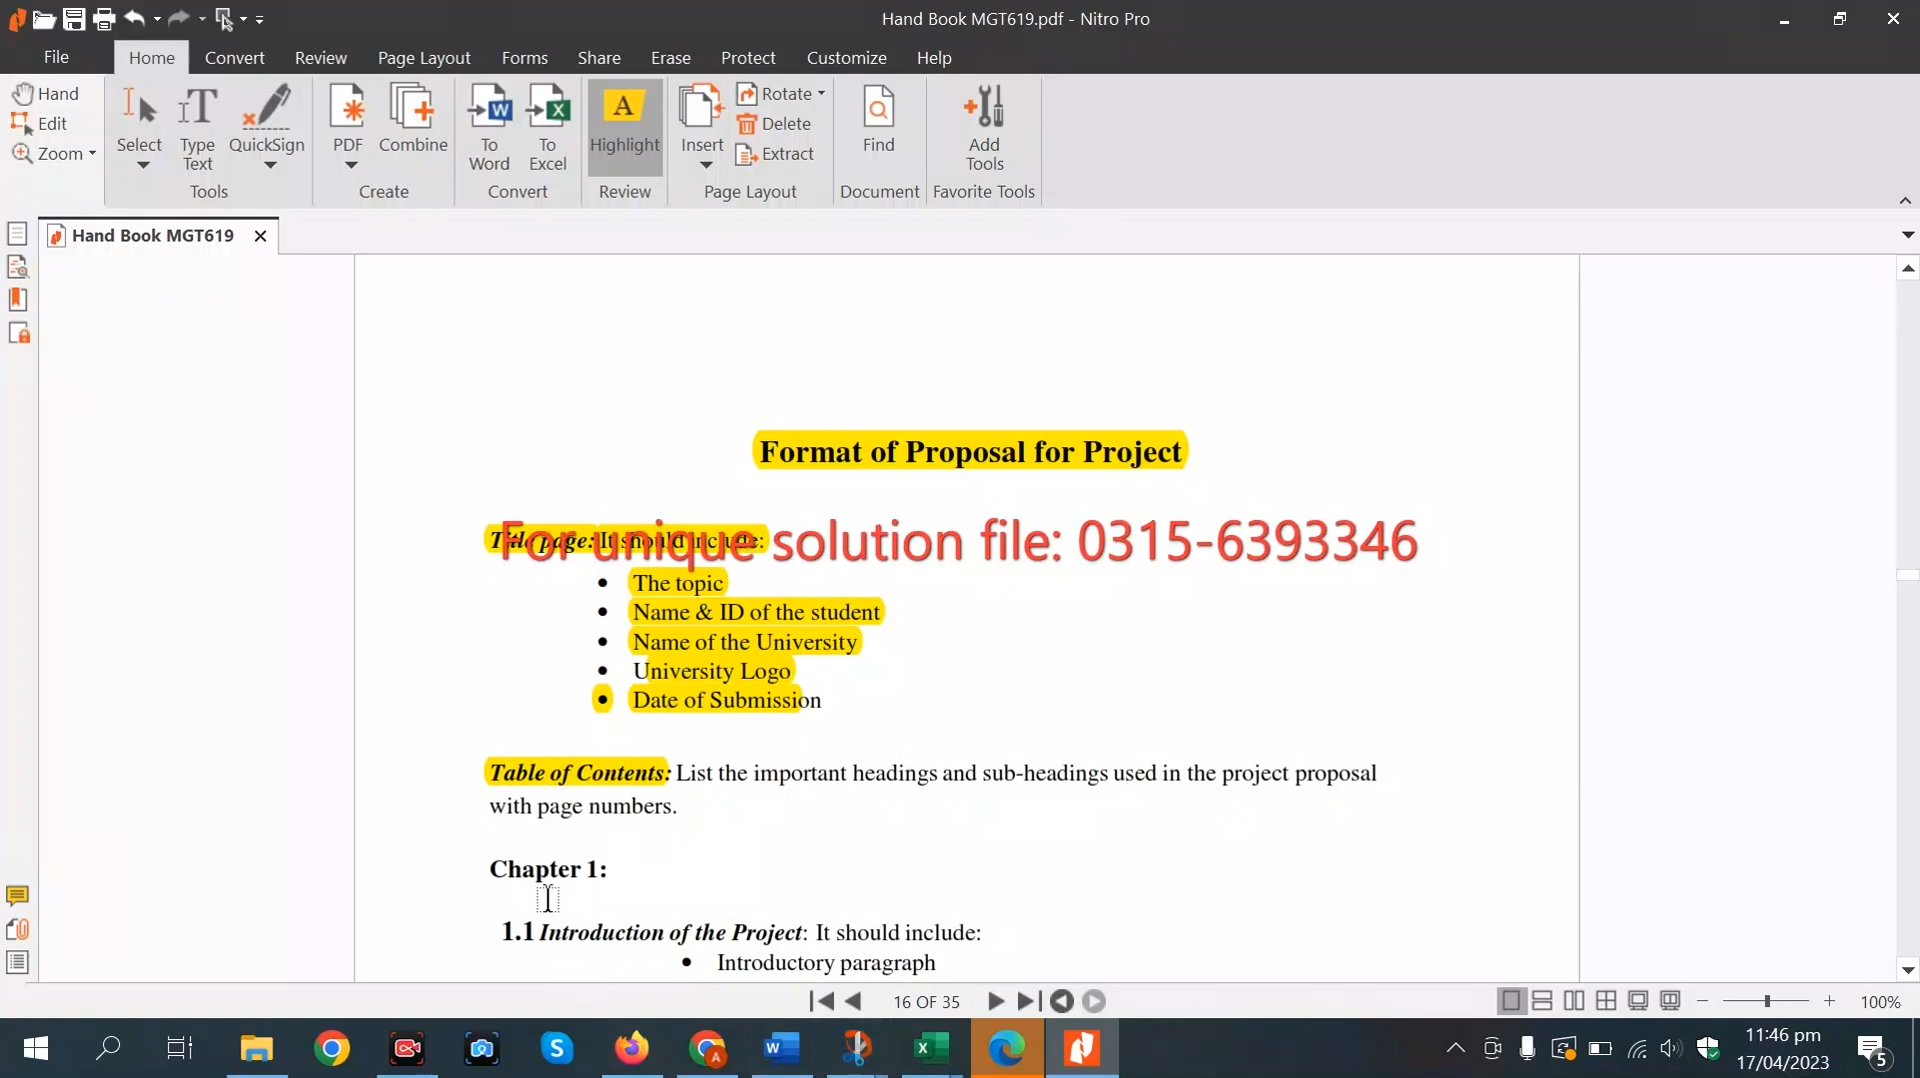 Hand Book MGT619.pdf - Nitro Pro
File Home Convert Review Page Layout Forms Share Erase Protect Customize Help
Hand
Edit
Zoom
Select
Type Text
QuickSign
Tools
PDF
Combine
Create
To Word
To Excel
Convert
A
Highlight
Review
Insert
Rotate
Delete
Extract
Page Layout
Find
Document
Add Tools
Favorite Tools
Hand Book MGT619
Format of Proposal for Project
Title page: It should include:
For unique solution file: 0315-6393346
• The topic
• Name & ID of the student
• Name of the University
• University Logo
• Date of Submission
Table of Contents: List the important headings and sub-headings used in the project proposal
with page numbers.
Chapter 1:
1.1 Introduction of the Project: It should include:
• Introductory paragraph
16 OF 35
100%
11:46 pm
17/04/2023
5